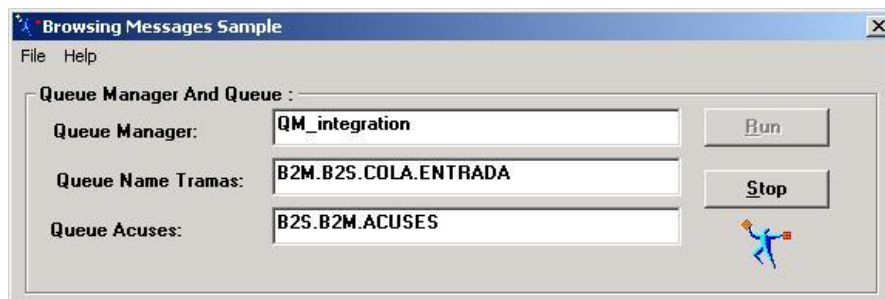 Browsing Messages Sample
File Help
Queue Manager And Queue :
Queue Manager: QM_integration Run
Queue Name Tramas: B2M.B2S.COLA.ENTRADA
Stop
Queue Acuses: B2S.B2M.ACUSES